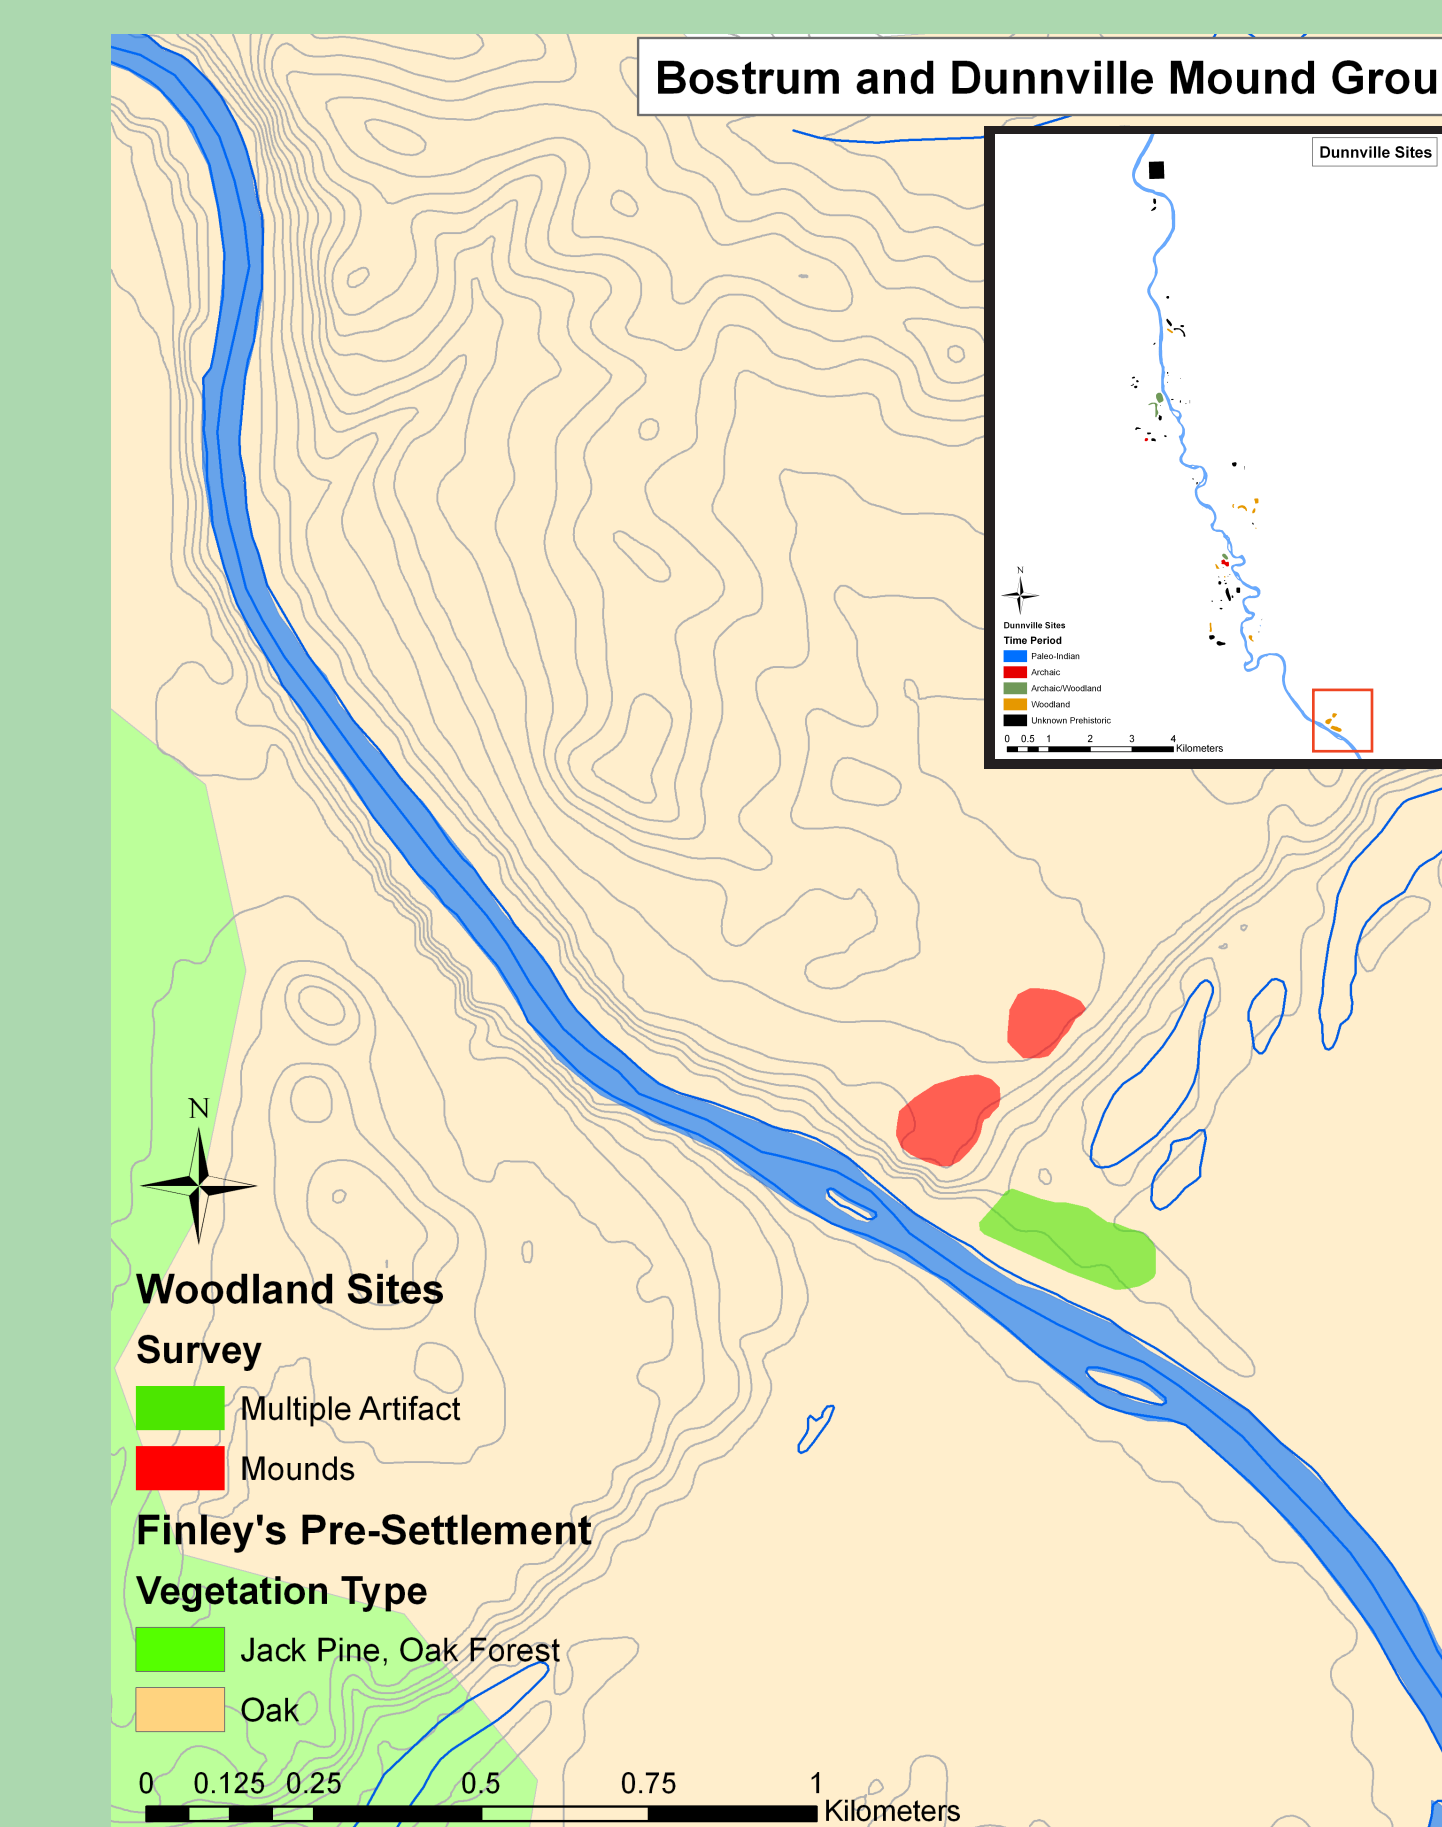 Bostrum and Dunnville Mound Grou
Dunnville Sites
N
Dunnville Sites
Time Period
Paleo-Indian
Archaic
Archaic/Woodland
Woodland
Unknown Prehistoric
0 0.5 1 2 3 4
Kilometers
N
Woodland Sites
Survey
Multiple Artifact
Mounds
Finley's Pre-Settlement
Vegetation Type
Jack Pine, Oak Forest
Oak
0 0.125 0.25 0.5 0.75 1
Kilometers